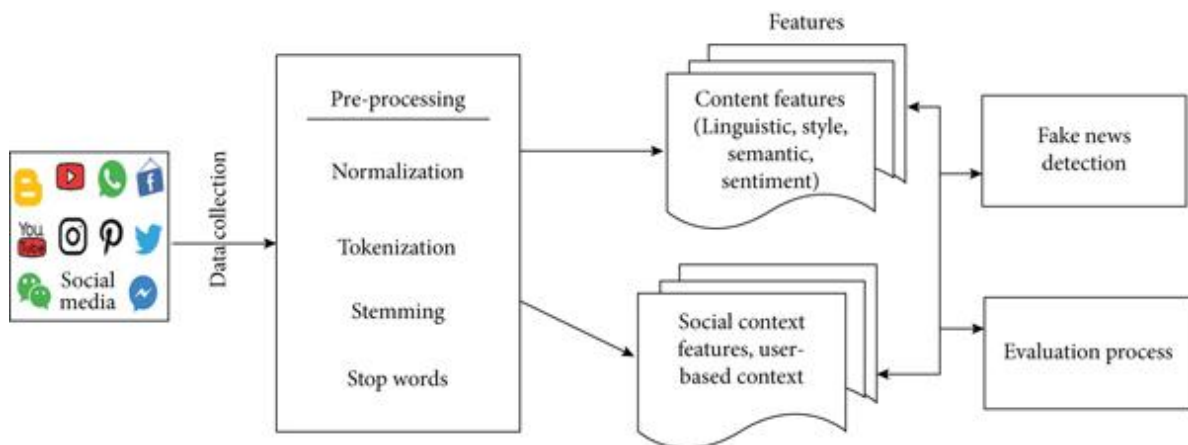 You
Tube
Social
media
Data collection
Pre-processing
Normalization
Tokenization
Stemming
Stop words
Features
Content features
(Linguistic, style,
semantic,
sentiment)
Social context
features, user-
based context
Fake news
detection
Evaluation process